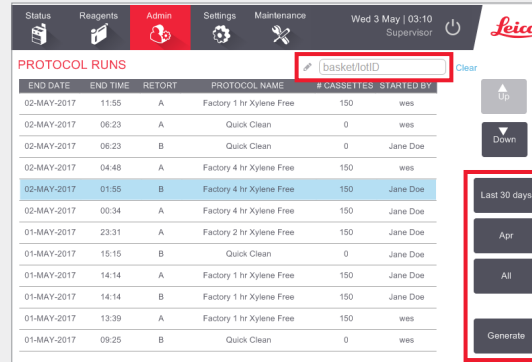 Status Reagents Admin Settings Maintenance Wed 3 May | 03:10
Supervisor
PROTOCOL RUNS basket/lotID Clear
END DATE END TIME RETORT PROTOCOL NAME # CASSETTES STARTED BY
02-MAY-2017 11:55 A Factory 1 hr Xylene Free 150 wes
02-MAY-2017 06:23 A Quick Clean 0 wes
02-MAY-2017 06:23 B Quick Clean 0 Jane Doe
02-MAY-2017 04:48 A Factory 4 hr Xylene Free 150 wes
02-MAY-2017 01:55 B Factory 4 hr Xylene Free 150 Jane Doe
02-MAY-2017 00:34 A Factory 4 hr Xylene Free 150 Jane Doe
01-MAY-2017 23:31 A Factory 2 hr Xylene Free 150 Jane Doe
01-MAY-2017 15:15 B Quick Clean 0 Jane Doe
01-MAY-2017 14:14 A Factory 1 hr Xylene Free 150 Jane Doe
01-MAY-2017 14:14 B Factory 1 hr Xylene Free 150 Jane Doe
01-MAY-2017 13:39 A Factory 1 hr Xylene Free 150 wes
01-MAY-2017 09:25 B Quick Clean 0 wes
Up
Down
Last 30 days
Apr
All
Generate